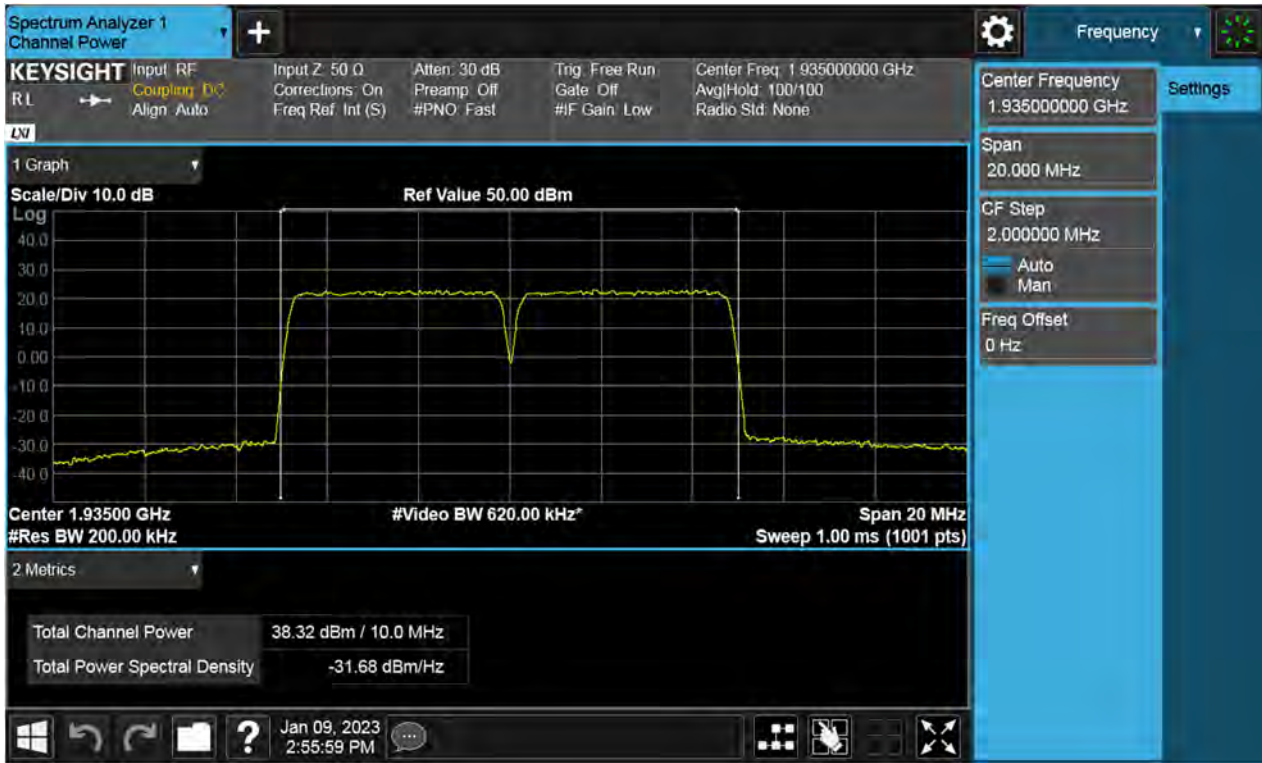 Spectrum Analyzer 1
Channel Power
+
Frequency
KEYSIGHT
RL
LXI
Input: RF
Coupling: DC
Align: Auto
Input Z: 50 Ω
Corrections: On
Freq Ref: Int (S)
Atten: 30 dB
Preamp: Off
#PNO: Fast
Trig: Free Run
Gate: Off
#IF Gain: Low
Center Freq: 1.935000000 GHz
Avg|Hold: 100/100
Radio Std: None
Center Frequency
1.935000000 GHz
Settings
Span
20.000 MHz
CF Step
2.000000 MHz
Auto
Man
Freq Offset
0 Hz
1 Graph
Scale/Div 10.0 dB
Ref Value 50.00 dBm
Log
40.0
30.0
20.0
10.0
0.00
-10.0
-20.0
-30.0
-40.0
Center 1.93500 GHz
#Video BW 620.00 kHz*
Span 20 MHz
#Res BW 200.00 kHz
Sweep 1.00 ms (1001 pts)
2 Metrics
Total Channel Power 38.32 dBm / 10.0 MHz
Total Power Spectral Density -31.68 dBm/Hz
?
Jan 09, 2023
2:55:59 PM